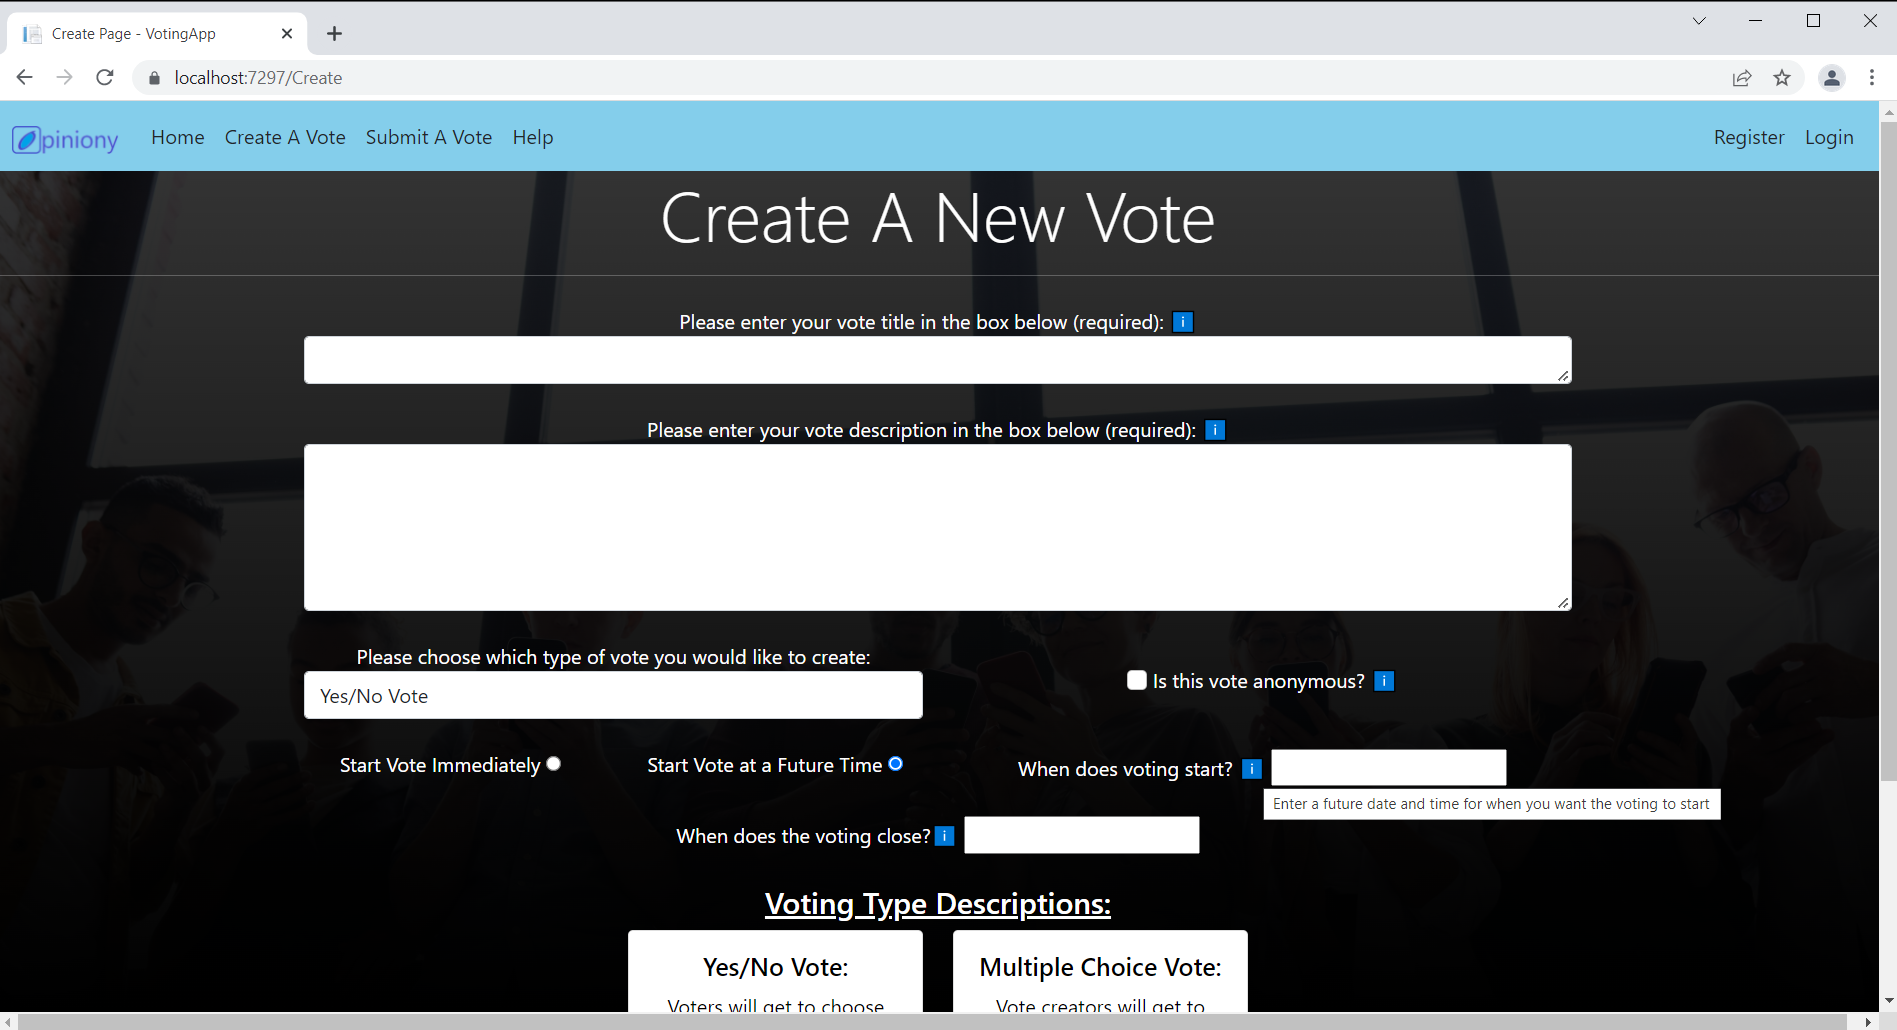 Create Page - VotingApp
localhost:7297/Create
Opiniony Home Create A Vote Submit A Vote Help Register Login
Create A New Vote
Please enter your vote title in the box below (required): i
Please enter your vote description in the box below (required): i
Please choose which type of vote you would like to create:
Yes/No Vote
Is this vote anonymous? i
Start Vote Immediately Start Vote at a Future Time When does voting start? i
Enter a future date and time for when you want the voting to start
When does the voting close? i
Voting Type Descriptions:
Yes/No Vote: Multiple Choice Vote:
Voters will get to choose Vote creators will get to